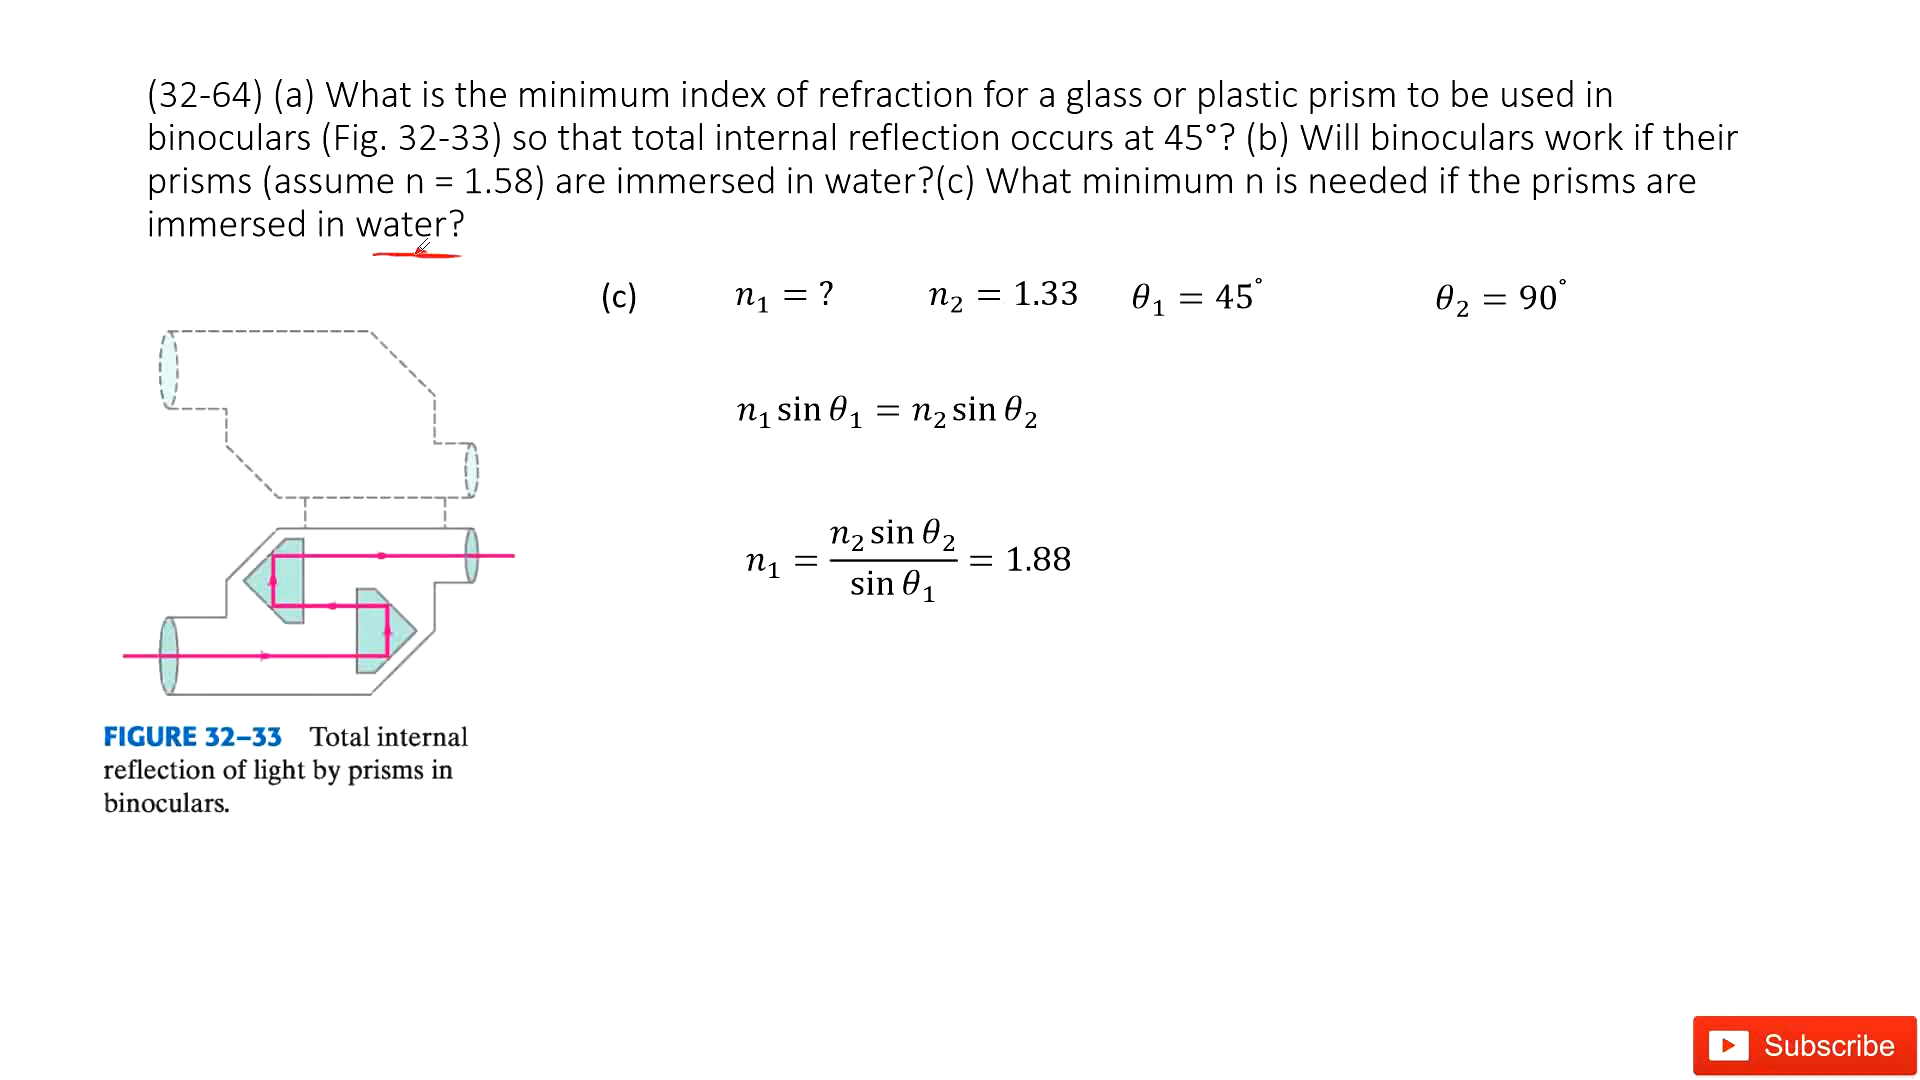 (32-64) (a) What is the minimum index of refraction for a glass or plastic prism to be used in
binoculars (Fig. 32-33) so that total internal reflection occurs at 45°? (b) Will binoculars work if their
prisms (assume n = 1.58) are immersed in water?(c) What minimum n is needed if the prisms are
immersed in water?
(c) n₁ = ? n₂ = 1.33 θ₁ = 45° θ₂ = 90°
n₁ sin θ₁ = n₂ sin θ₂
n₁ = n₂ sin θ₂ / sin θ₁ = 1.88
FIGURE 32–33 Total internal
reflection of light by prisms in
binoculars.
Subscribe